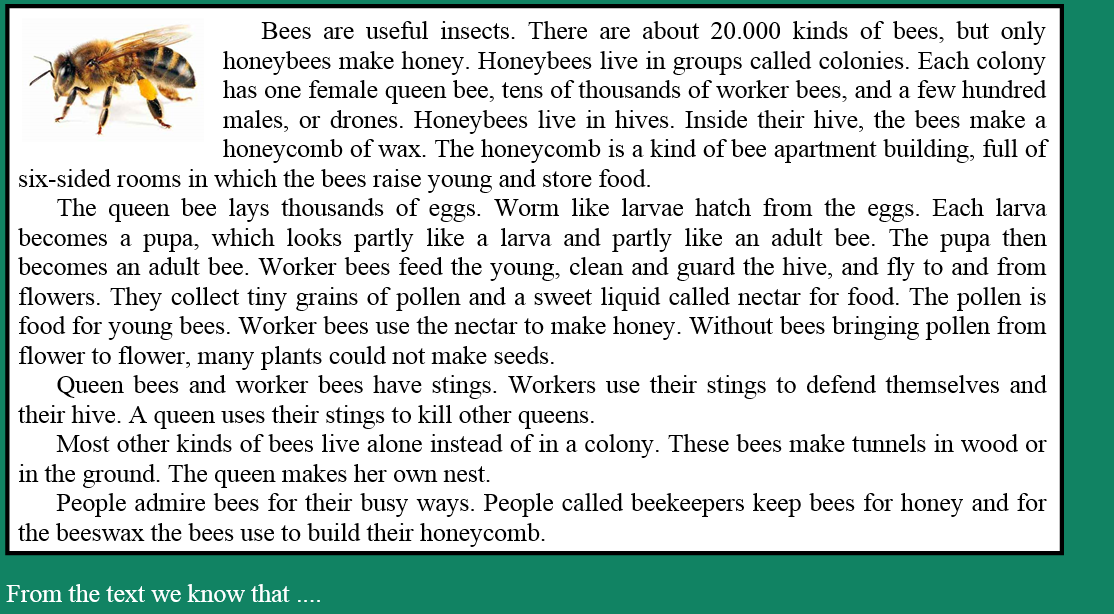 Bees are useful insects. There are about 20.000 kinds of bees, but only
honeybees make honey. Honeybees live in groups called colonies. Each colony
has one female queen bee, tens of thousands of worker bees, and a few hundred
males, or drones. Honeybees live in hives. Inside their hive, the bees make a
honeycomb of wax. The honeycomb is a kind of bee apartment building, full of
six-sided rooms in which the bees raise young and store food.
The queen bee lays thousands of eggs. Worm like larvae hatch from the eggs. Each larva
becomes a pupa, which looks partly like a larva and partly like an adult bee. The pupa then
becomes an adult bee. Worker bees feed the young, clean and guard the hive, and fly to and from
flowers. They collect tiny grains of pollen and a sweet liquid called nectar for food. The pollen is
food for young bees. Worker bees use the nectar to make honey. Without bees bringing pollen from
flower to flower, many plants could not make seeds.
Queen bees and worker bees have stings. Workers use their stings to defend themselves and
their hive. A queen uses their stings to kill other queens.
Most other kinds of bees live alone instead of in a colony. These bees make tunnels in wood or
in the ground. The queen makes her own nest.
People admire bees for their busy ways. People called beekeepers keep bees for honey and for
the beeswax the bees use to build their honeycomb.
From the text we know that ....